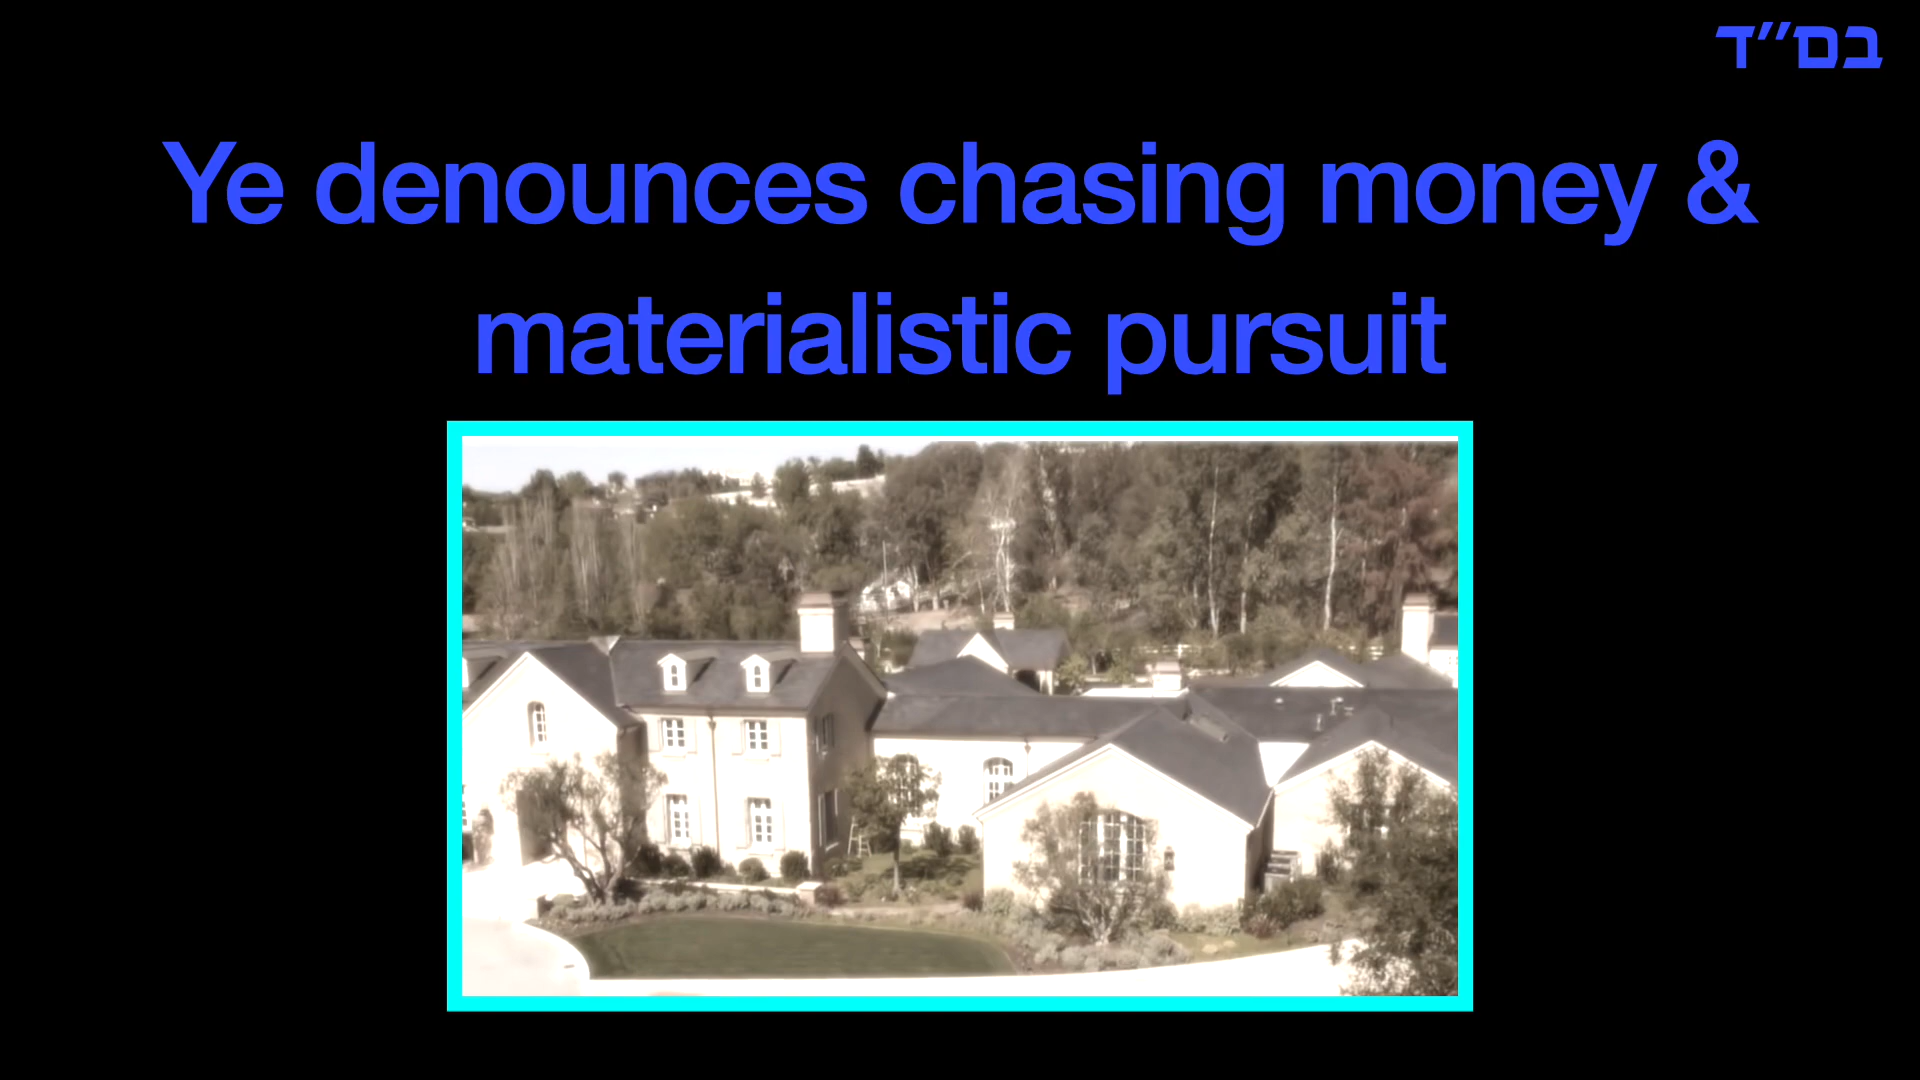 בס״ד
Ye denounces chasing money &
materialistic pursuit